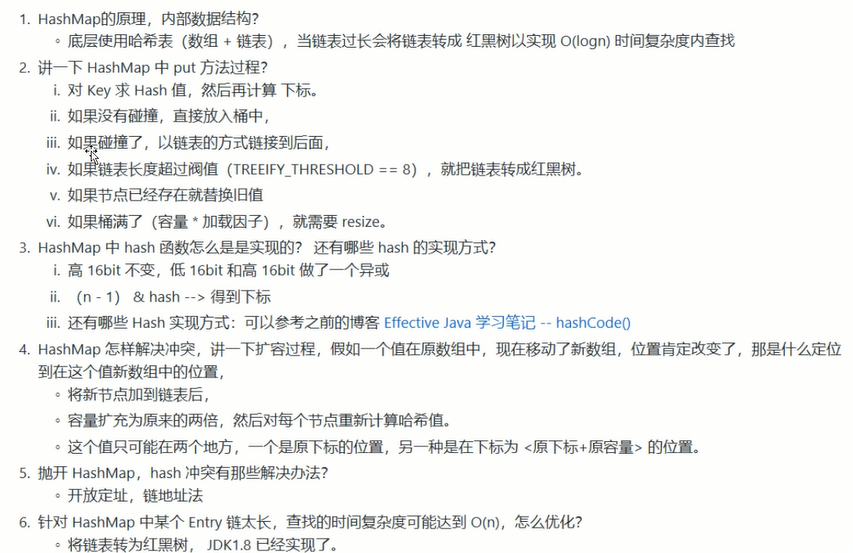 1. HashMap的原理，内部数据结构？
◦ 底层使用哈希表（数组 + 链表），当链表过长会将链表转成 红黑树以实现 O(logn) 时间复杂度内查找
2. 讲一下 HashMap 中 put 方法过程？
i. 对 Key 求 Hash 值，然后再计算 下标。
ii. 如果没有碰撞，直接放入桶中，
iii. 如果碰撞了，以链表的方式链接到后面，
iv. 如果链表长度超过阀值（TREEIFY_THRESHOLD == 8），就把链表转成红黑树。
v. 如果节点已经存在就替换旧值
vi. 如果桶满了（容量 * 加载因子），就需要 resize。
3. HashMap 中 hash 函数怎么是是实现的？ 还有哪些 hash 的实现方式？
i. 高 16bit 不变，低 16bit 和高 16bit 做了一个异或
ii. （n - 1） & hash --> 得到下标
iii. 还有哪些 Hash 实现方式：可以参考之前的博客 Effective Java 学习笔记 -- hashCode()
4. HashMap 怎样解决冲突，讲一下扩容过程，假如一个值在原数组中，现在移动了新数组，位置肯定改变了，那是什么定位
到在这个值新数组中的位置，
◦ 将新节点加到链表后，
◦ 容量扩充为原来的两倍，然后对每个节点重新计算哈希值。
◦ 这个值只可能在两个地方，一个是原下标的位置，另一种是在下标为 <原下标+原容量> 的位置。
5. 抛开 HashMap，hash 冲突有那些解决办法？
◦ 开放定址，链地址法
6. 针对 HashMap 中某个 Entry 链太长，查找的时间复杂度可能达到 O(n)，怎么优化？
◦ 将链表转为红黑树， JDK1.8 已经实现了。